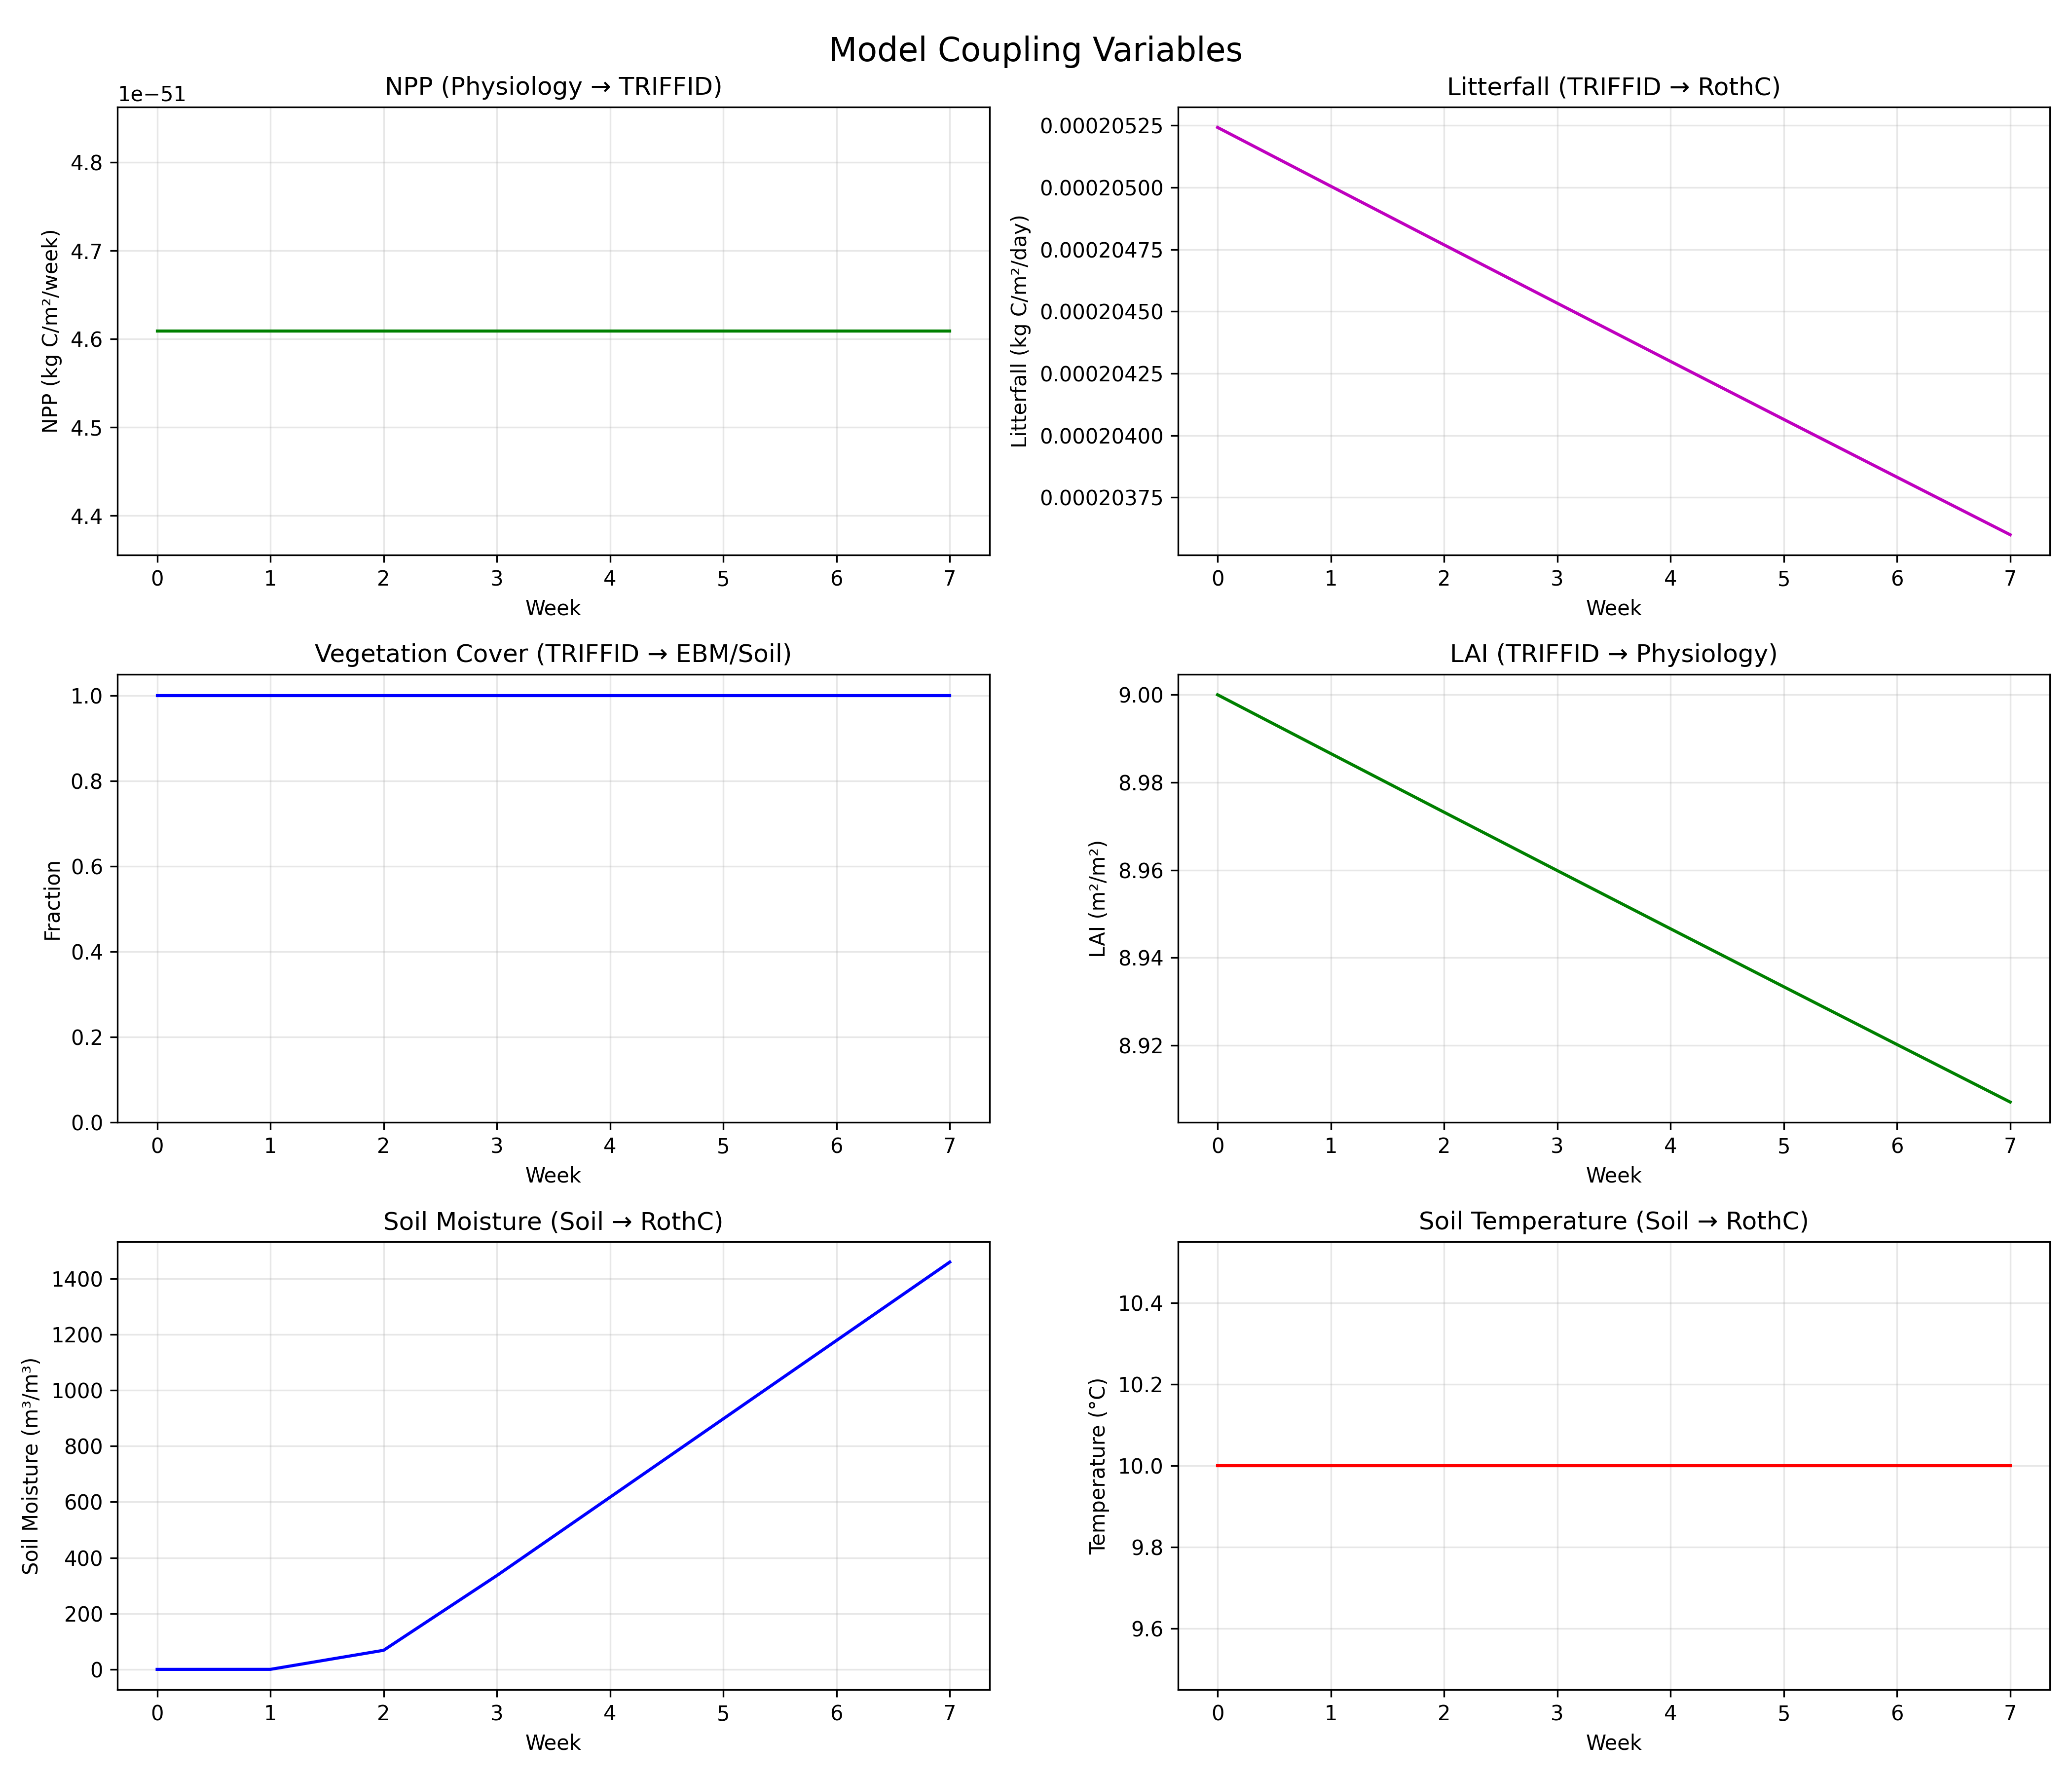 Model Coupling Variables
NPP (Physiology → TRIFFID)
1e−51
4.8
4.7
4.6
4.5
4.4
NPP (kg C/m²/week)
0 1 2 3 4 5 6 7
Week
Litterfall (TRIFFID → RothC)
0.00020525
0.00020500
0.00020475
0.00020450
0.00020425
0.00020400
0.00020375
Litterfall (kg C/m²/day)
0 1 2 3 4 5 6 7
Week
Vegetation Cover (TRIFFID → EBM/Soil)
1.0
0.8
0.6
0.4
0.2
0.0
Fraction
0 1 2 3 4 5 6 7
Week
LAI (TRIFFID → Physiology)
9.00
8.98
8.96
8.94
8.92
LAI (m²/m²)
0 1 2 3 4 5 6 7
Week
Soil Moisture (Soil → RothC)
1400
1200
1000
800
600
400
200
0
Soil Moisture (m³/m³)
0 1 2 3 4 5 6 7
Week
Soil Temperature (Soil → RothC)
10.4
10.2
10.0
9.8
9.6
Temperature (°C)
0 1 2 3 4 5 6 7
Week